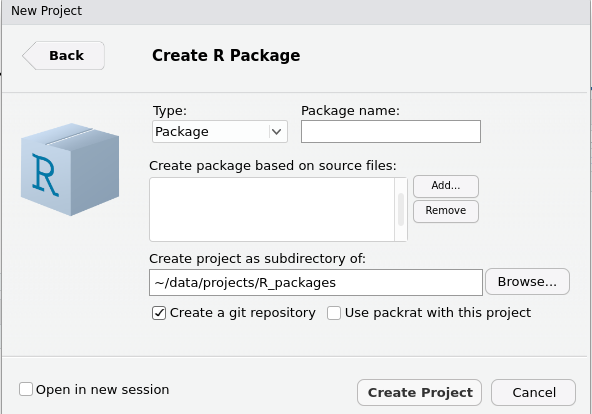 New Project
Back
Create R Package
Type:
Package name:
Package
R
Create package based on source files:
Add...
Remove
Create project as subdirectory of:
~/data/projects/R_packages
Browse...
Create a git repository
Use packrat with this project
Open in new session
Create Project
Cancel